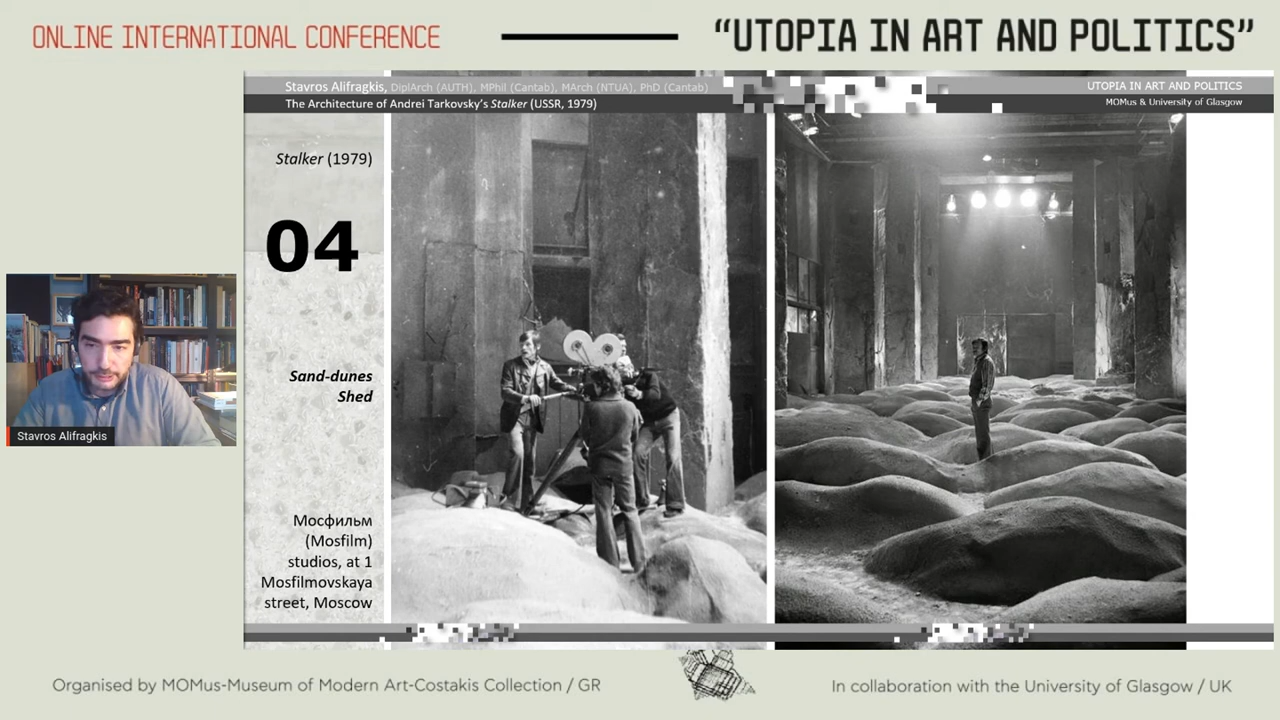 ONLINE INTERNATIONAL CONFERENCE
“UTOPIA IN ART AND POLITICS”
Stavros Alifragkis, DiplArch (AUTH), MPhil (Cantab), MArch (NTUA), PhD (Cantab)
The Architecture of Andrei Tarkovsky's Stalker (USSR, 1979)
UTOPIA IN ART AND POLITICS
MOMus & University of Glasgow
Stalker (1979)
04
Sand-dunes
Shed
Мосфильм
(Mosfilm)
studios, at 1
Mosfilmovskaya
street, Moscow
Stavros Alifragkis
Organised by MOMus-Museum of Modern Art-Costakis Collection / GR
In collaboration with the University of Glasgow / UK